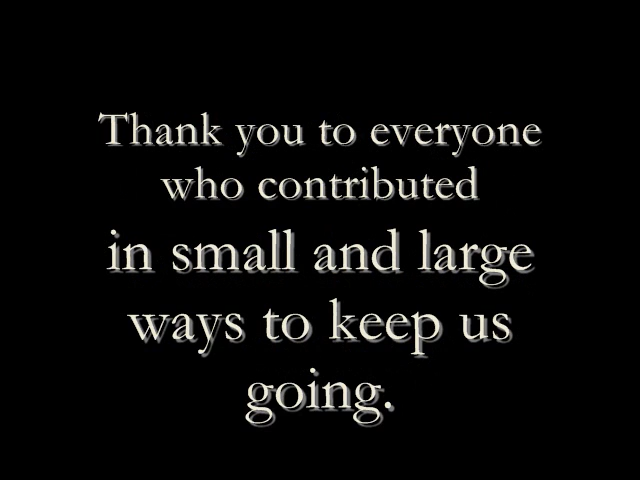 Thank you to everyone
who contributed
in small and large
ways to keep us
going.